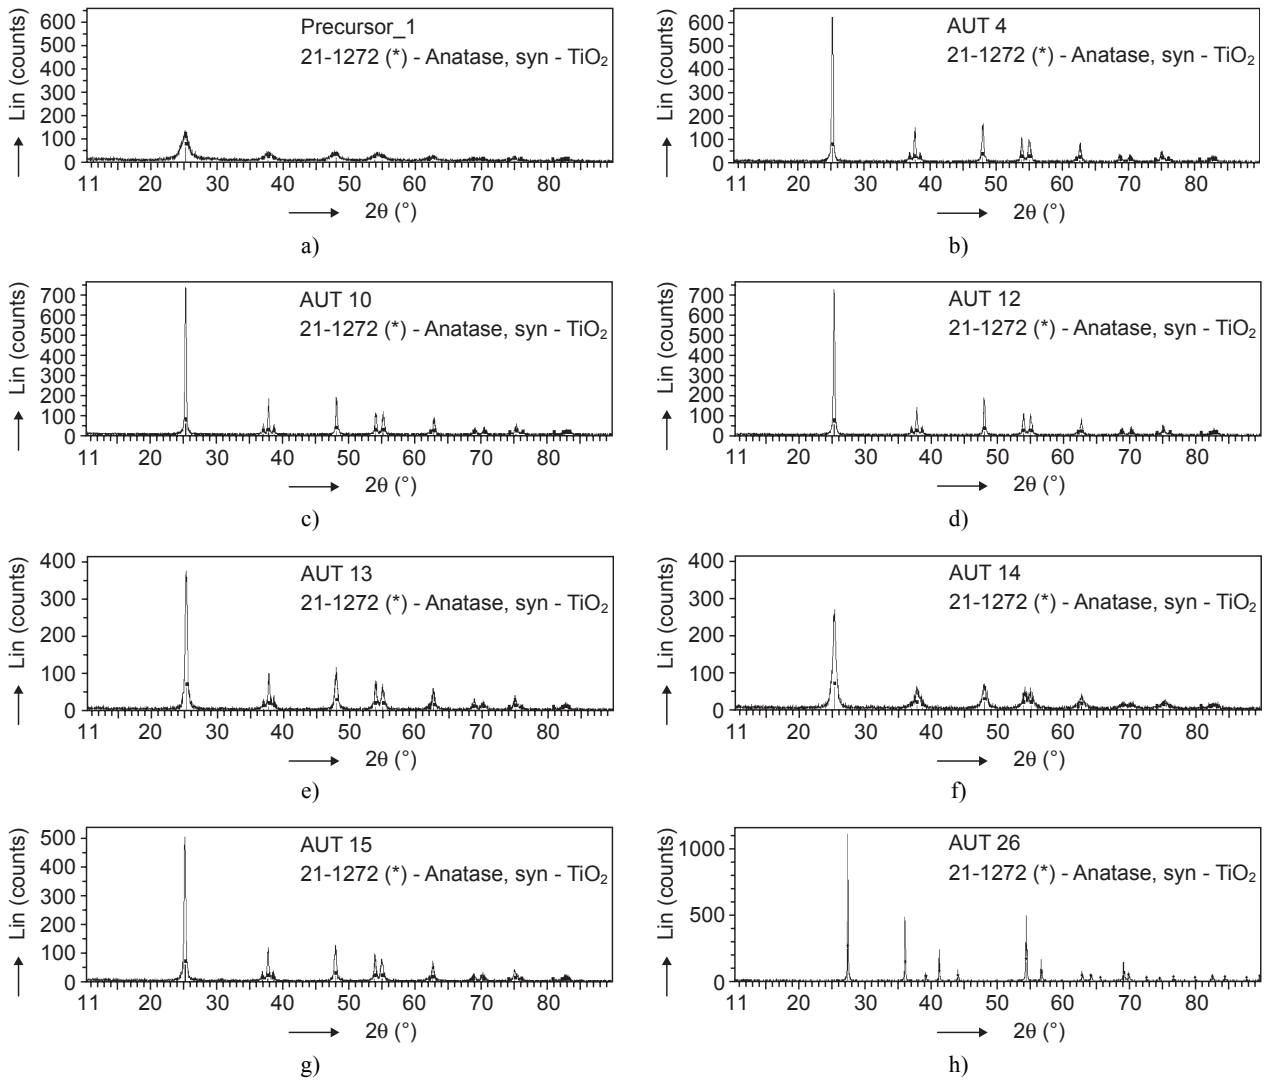 Precursor_1
21-1272 (*) - Anatase, syn - TiO₂
Lin (counts)
600
500
400
300
200
100
0
11 20 30 40 50 60 70 80
2θ (°)
a)
AUT 4
21-1272 (*) - Anatase, syn - TiO₂
Lin (counts)
600
500
400
300
200
100
0
11 20 30 40 50 60 70 80
2θ (°)
b)
AUT 10
21-1272 (*) - Anatase, syn - TiO₂
Lin (counts)
700
600
500
400
300
200
100
0
11 20 30 40 50 60 70 80
2θ (°)
c)
AUT 12
21-1272 (*) - Anatase, syn - TiO₂
Lin (counts)
700
600
500
400
300
200
100
0
11 20 30 40 50 60 70 80
2θ (°)
d)
AUT 13
21-1272 (*) - Anatase, syn - TiO₂
Lin (counts)
400
300
200
100
0
11 20 30 40 50 60 70 80
2θ (°)
e)
AUT 14
21-1272 (*) - Anatase, syn - TiO₂
Lin (counts)
400
300
200
100
0
11 20 30 40 50 60 70 80
2θ (°)
f)
AUT 15
21-1272 (*) - Anatase, syn - TiO₂
Lin (counts)
500
400
300
200
100
0
11 20 30 40 50 60 70 80
2θ (°)
g)
AUT 26
21-1272 (*) - Anatase, syn - TiO₂
Lin (counts)
1000
500
0
11 20 30 40 50 60 70 80
2θ (°)
h)